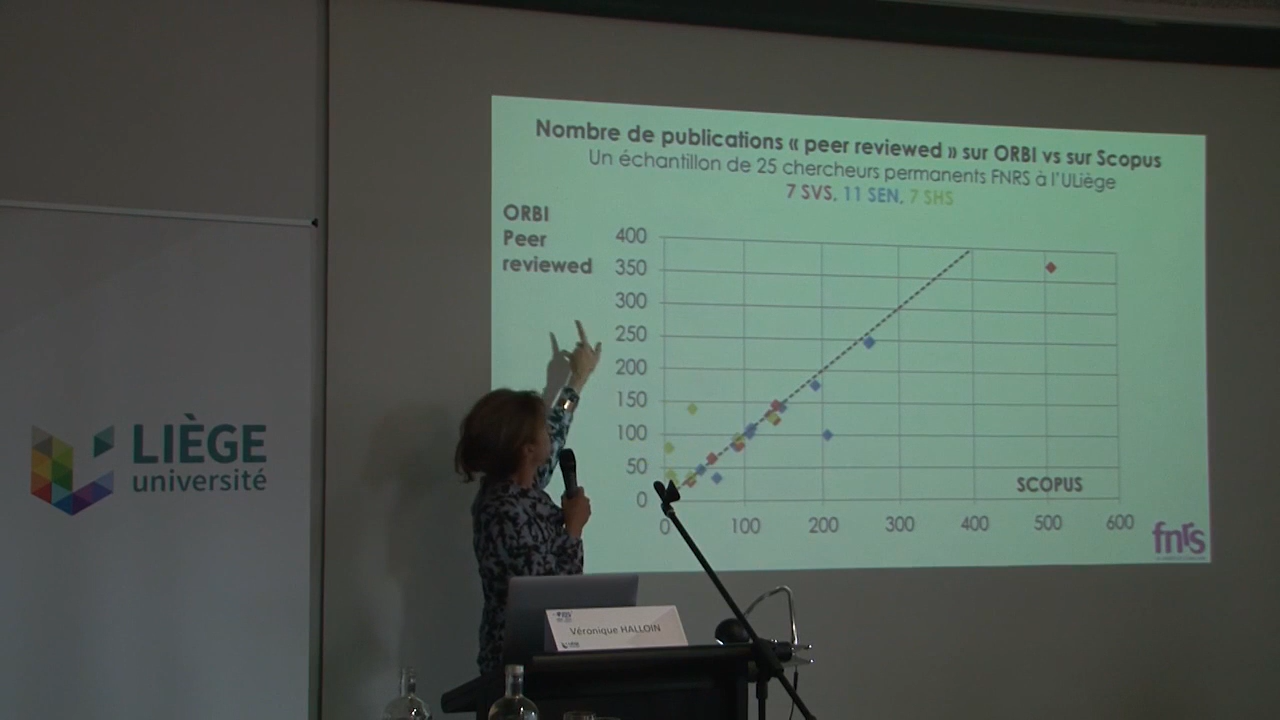 Nombre de publications « peer reviewed » sur ORBI vs sur Scopus
Un échantillon de 25 chercheurs permanents FNRS à l'ULiège
7 SVS, 11 SEN, 7 SHS
ORBI
Peer
reviewed
400
350
300
250
200
150
100
50
0
SCOPUS
0 100 200 300 400 500 600
fnrs
LIÈGE
université
Véronique HALLOIN